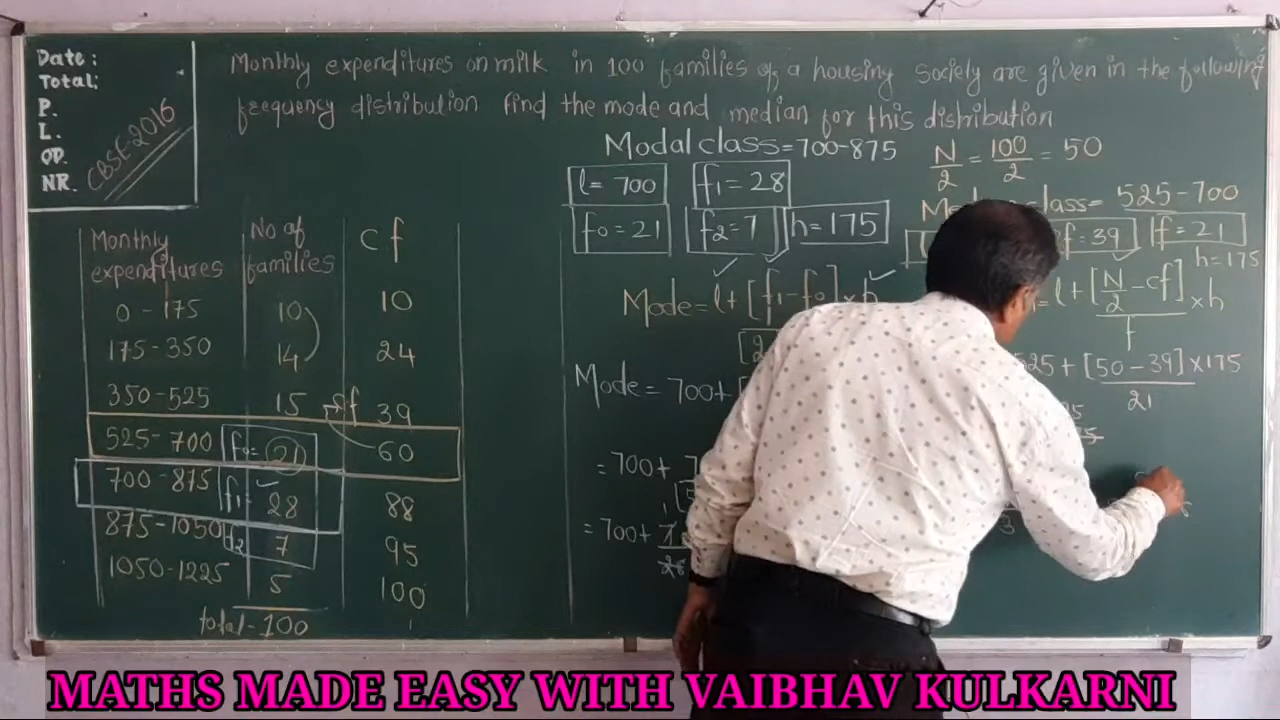 Date:
Total:
P.
L.
OP.
NR.
CBSE-2016
Monthly expenditures on milk in 100 families of a housing Society are given in the following
frequency distribution find the mode and median for this distribution
Monthly expenditures
No of families
cf
0-175 10 10
175-350 14 24
350-525 15 cf 39
525-700 f0= 21 60
700-875 f1= 28 88
875-1050 f2 7 95
1050-1225 5 100
total-100
Modal class=700-875
l= 700 f1= 28
f0=21 f2=7 h=175
Mode=l+[f1-f0]×h
[2
Mode= 700+[
=700+ 7
=700+
N/2 = 100/2 = 50
class= 525-700
cf=39 f=21
h=175
=l+[N/2-cf]×h
f
525+[50-39]×175
21
3
MATHS MADE EASY WITH VAIBHAV KULKARNI